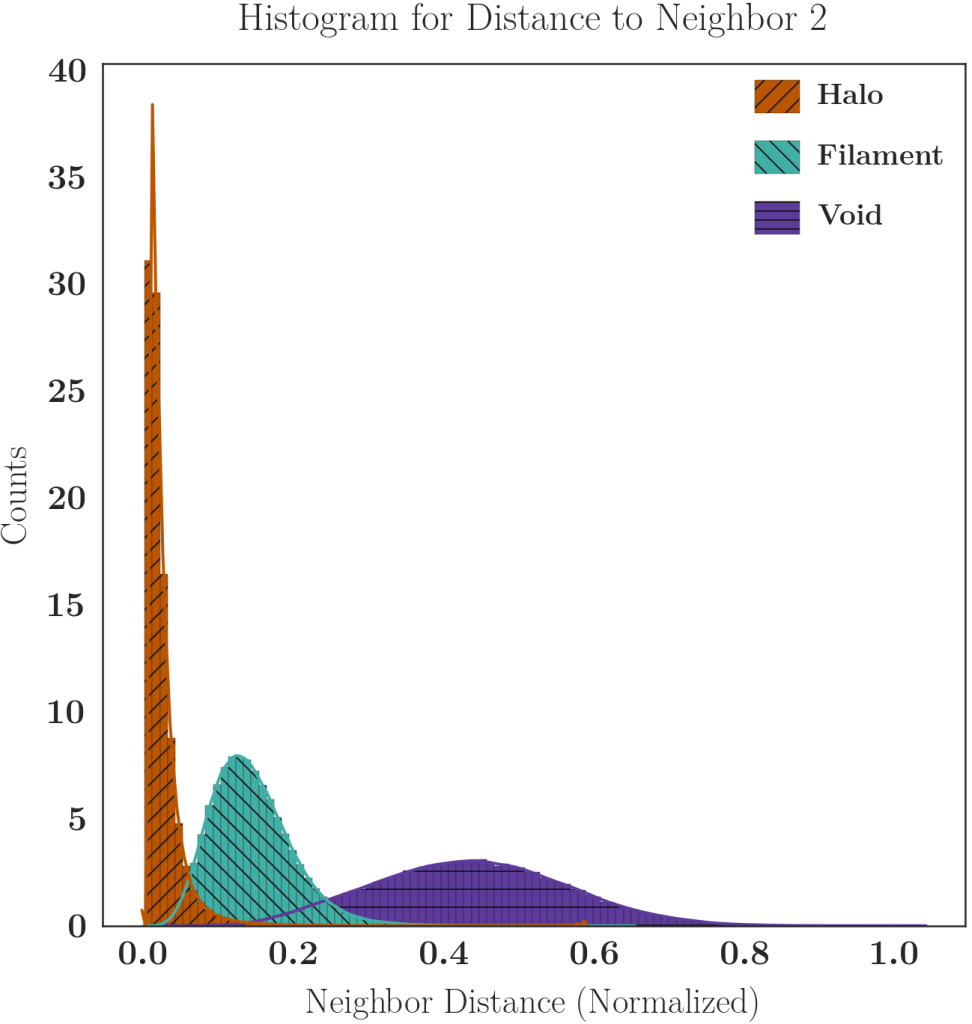 Histogram for Distance to Neighbor 2
Halo
Filament
Void
Counts
40
35
30
25
20
15
10
5
0
0.0 0.2 0.4 0.6 0.8 1.0
Neighbor Distance (Normalized)